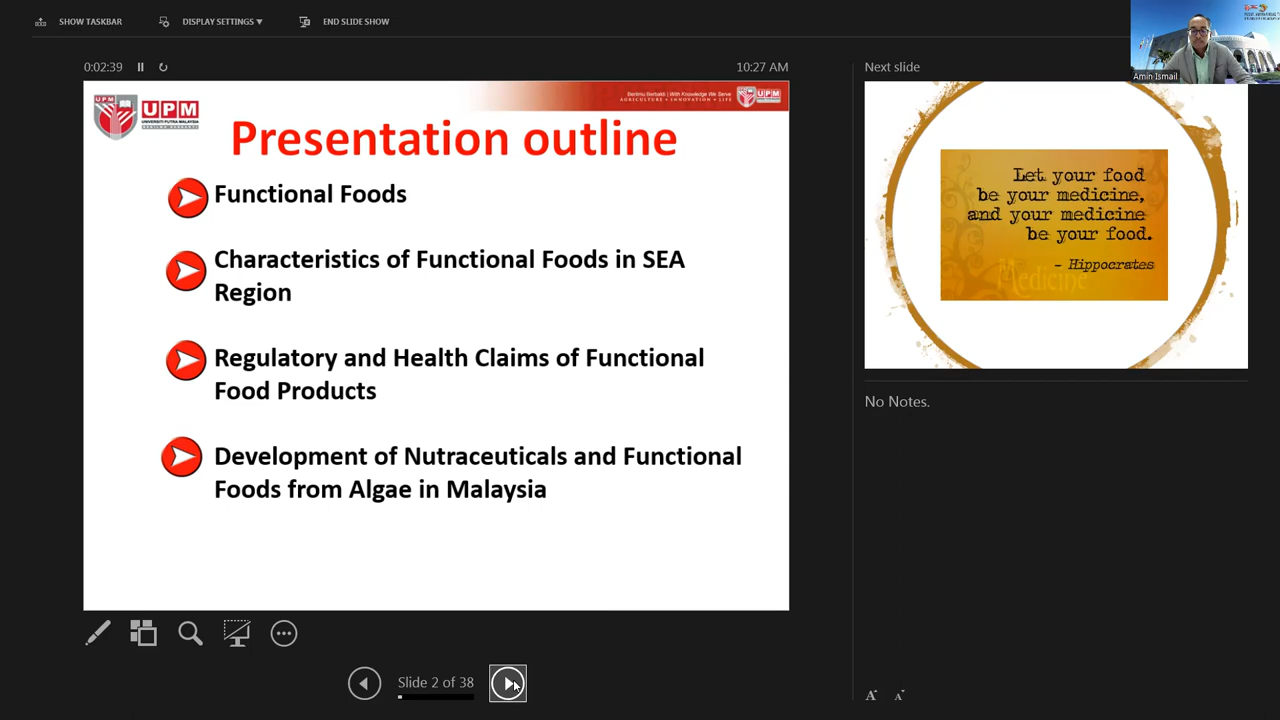 SHOW TASKBAR
DISPLAY SETTINGS ▼
END SLIDE SHOW
0:02:39
10:27 AM
UPM
UPM
UNIVERSITI PUTRA MALAYSIA
Berilmu Berbakti | With Knowledge We Serve
AGRICULTURE • INNOVATION • LIFE
UPM
Presentation outline
Functional Foods
Characteristics of Functional Foods in SEA
Region
Regulatory and Health Claims of Functional
Food Products
Development of Nutraceuticals and Functional
Foods from Algae in Malaysia
Slide 2 of 38
Amin Ismail
Next slide
Let your food
be your medicine,
and your medicine
be your food.
- Hippocrates
Medicine
No Notes.
A
A